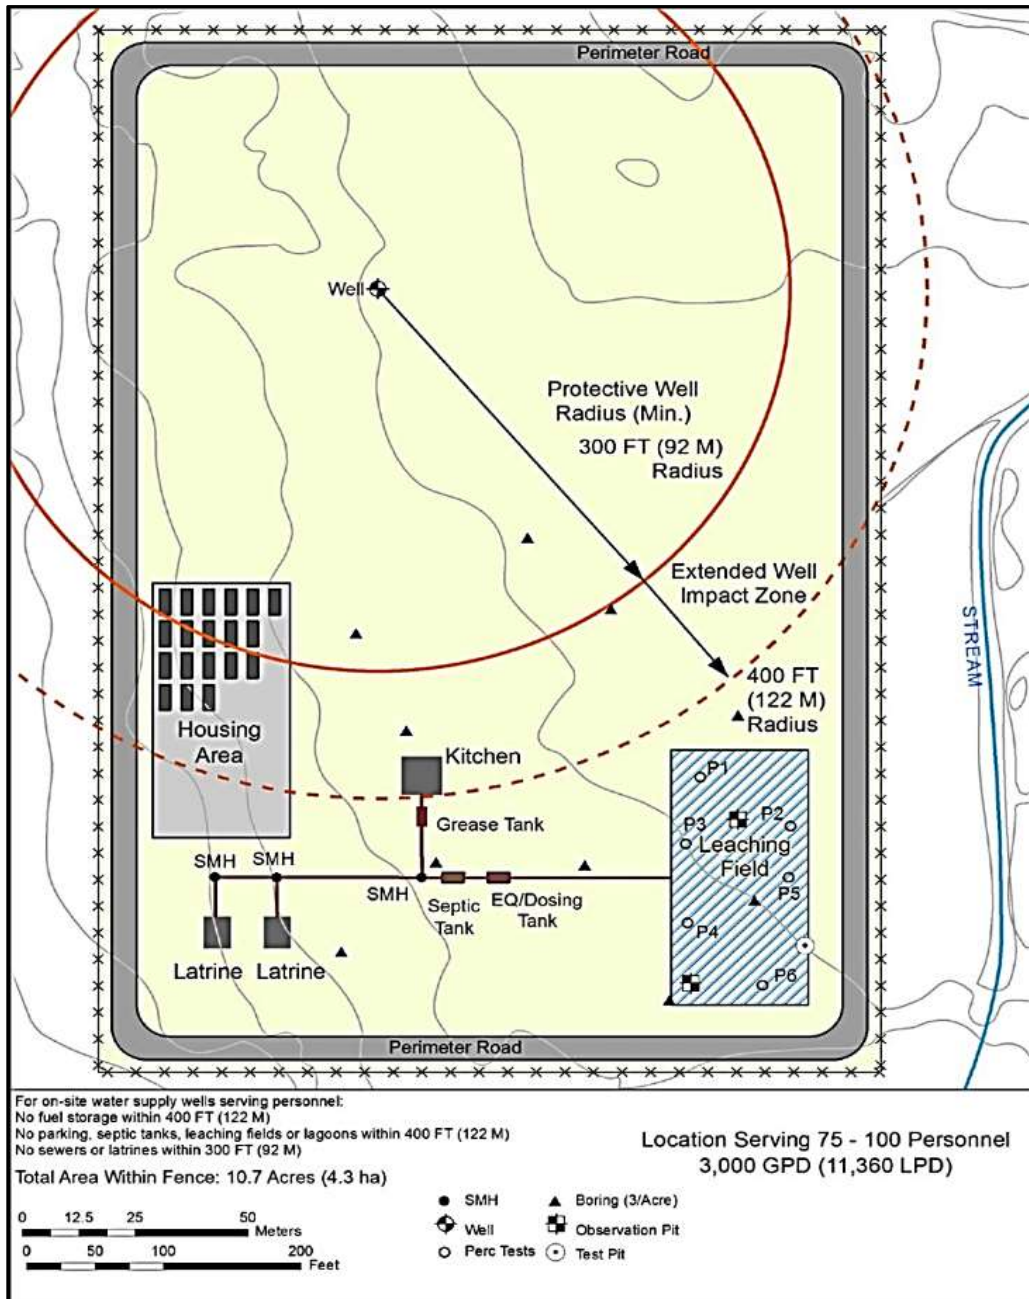 Perimeter Road
Well
Protective Well
Radius (Min.)
300 FT (92 M)
Radius
Extended Well
Impact Zone
STREAM
400 FT
(122 M)
Radius
Housing
Area
Kitchen
Grease Tank
P1
P2
P3
Leaching
Field
P5
SMH
SMH
SMH
Septic
Tank
EQ/Dosing
Tank
P4
Latrine
Latrine
P6
Perimeter Road
For on-site water supply wells serving personnel:
No fuel storage within 400 FT (122 M)
No parking, septic tanks, leaching fields or lagoons within 400 FT (122 M)
No sewers or latrines within 300 FT (92 M)
Total Area Within Fence: 10.7 Acres (4.3 ha)
Location Serving 75 - 100 Personnel
3,000 GPD (11,360 LPD)
0 12.5 25 50
Meters
0 50 100 200
Feet
SMH
Well
Perc Tests
Boring (3/Acre)
Observation Pit
Test Pit